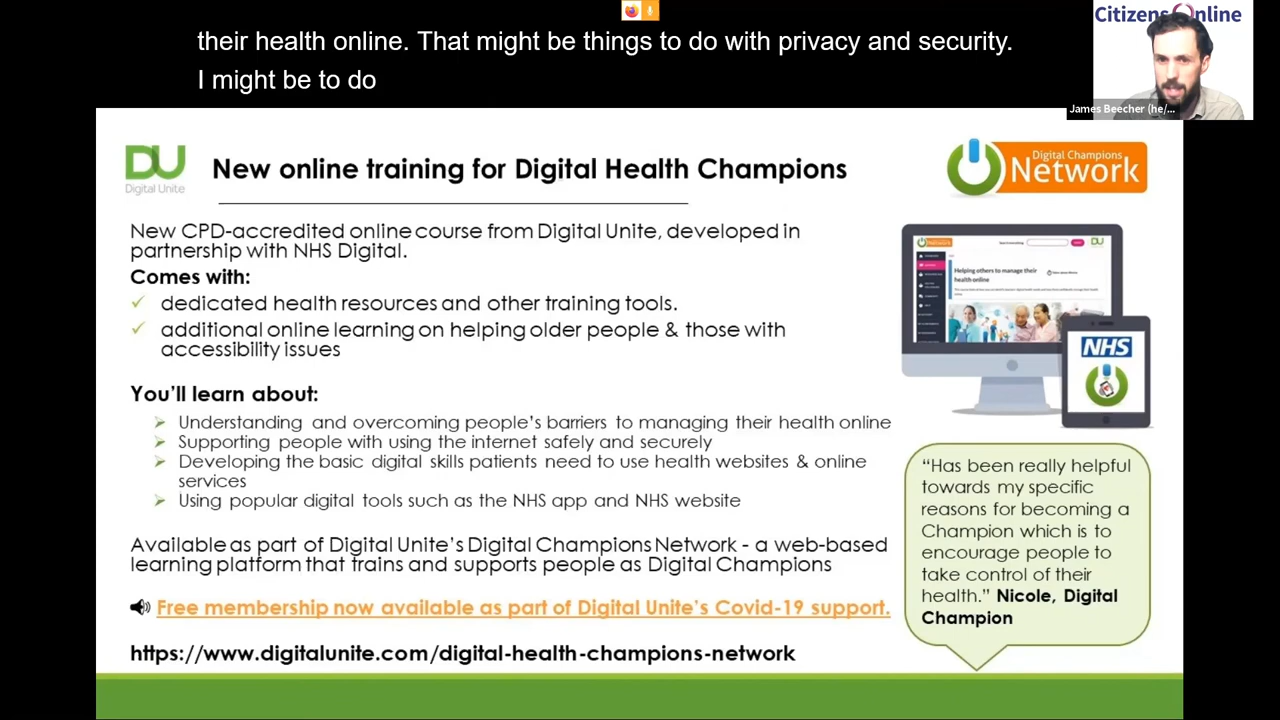 their health online. That might be things to do with privacy and security.
I might be to do
CitizensOnline
James Beecher (he/...
DU
Digital Unite
New online training for Digital Health Champions
Digital Champions
Network
New CPD-accredited online course from Digital Unite, developed in
partnership with NHS Digital.
Comes with:
✓ dedicated health resources and other training tools.
✓ additional online learning on helping older people & those with
accessibility issues
Helping others to manage their
health online
NHS
You'll learn about:
➢ Understanding and overcoming people's barriers to managing their health online
➢ Supporting people with using the internet safely and securely
➢ Developing the basic digital skills patients need to use health websites & online
services
➢ Using popular digital tools such as the NHS app and NHS website
Available as part of Digital Unite's Digital Champions Network - a web-based
learning platform that trains and supports people as Digital Champions
Free membership now available as part of Digital Unite's Covid-19 support.
https://www.digitalunite.com/digital-health-champions-network
"Has been really helpful
towards my specific
reasons for becoming a
Champion which is to
encourage people to
take control of their
health." Nicole, Digital
Champion